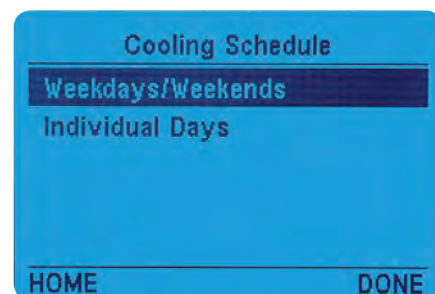 Cooling Schedule
Weekdays/Weekends
Individual Days
HOME DONE